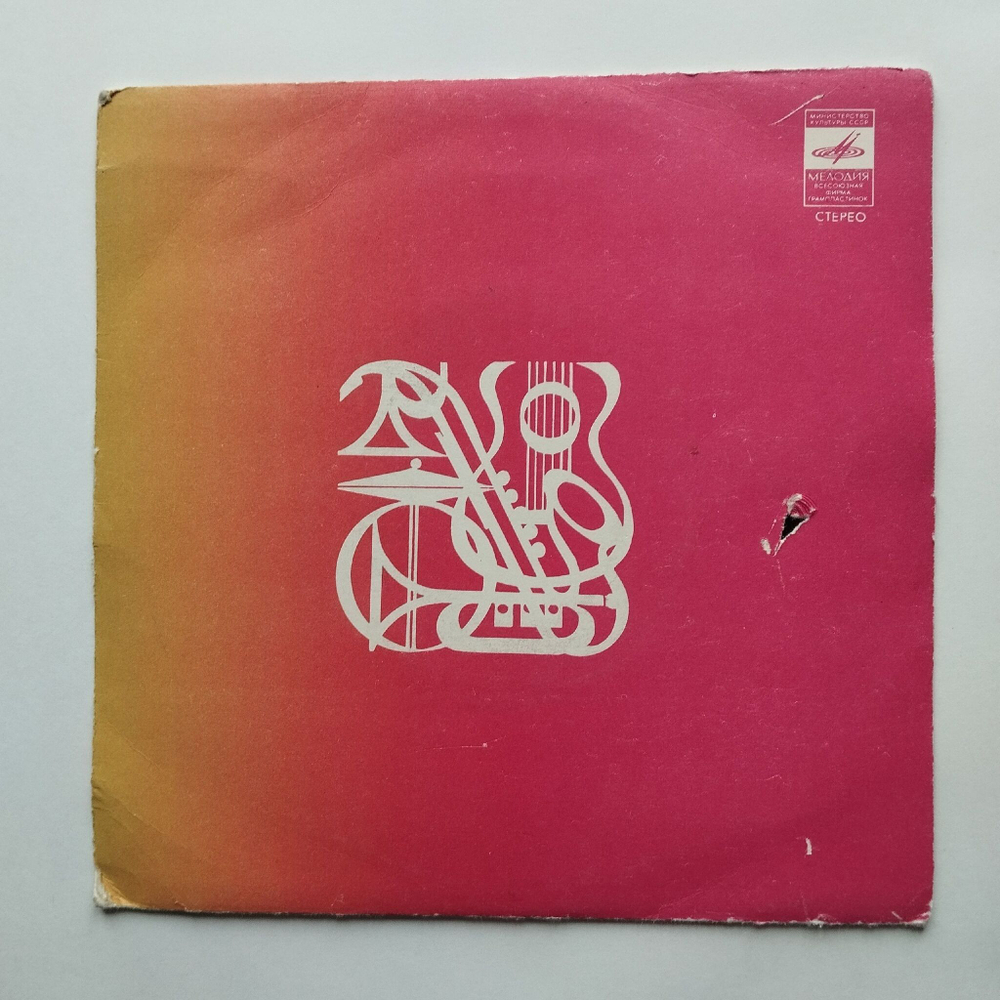 МИНИСТЕРСТВО
КУЛЬТУРЫ СССР
МЕЛОДИЯ
ВСЕСОЮЗНАЯ
ФИРМА
ГРАМПЛАСТИНОК
СТЕРЕО